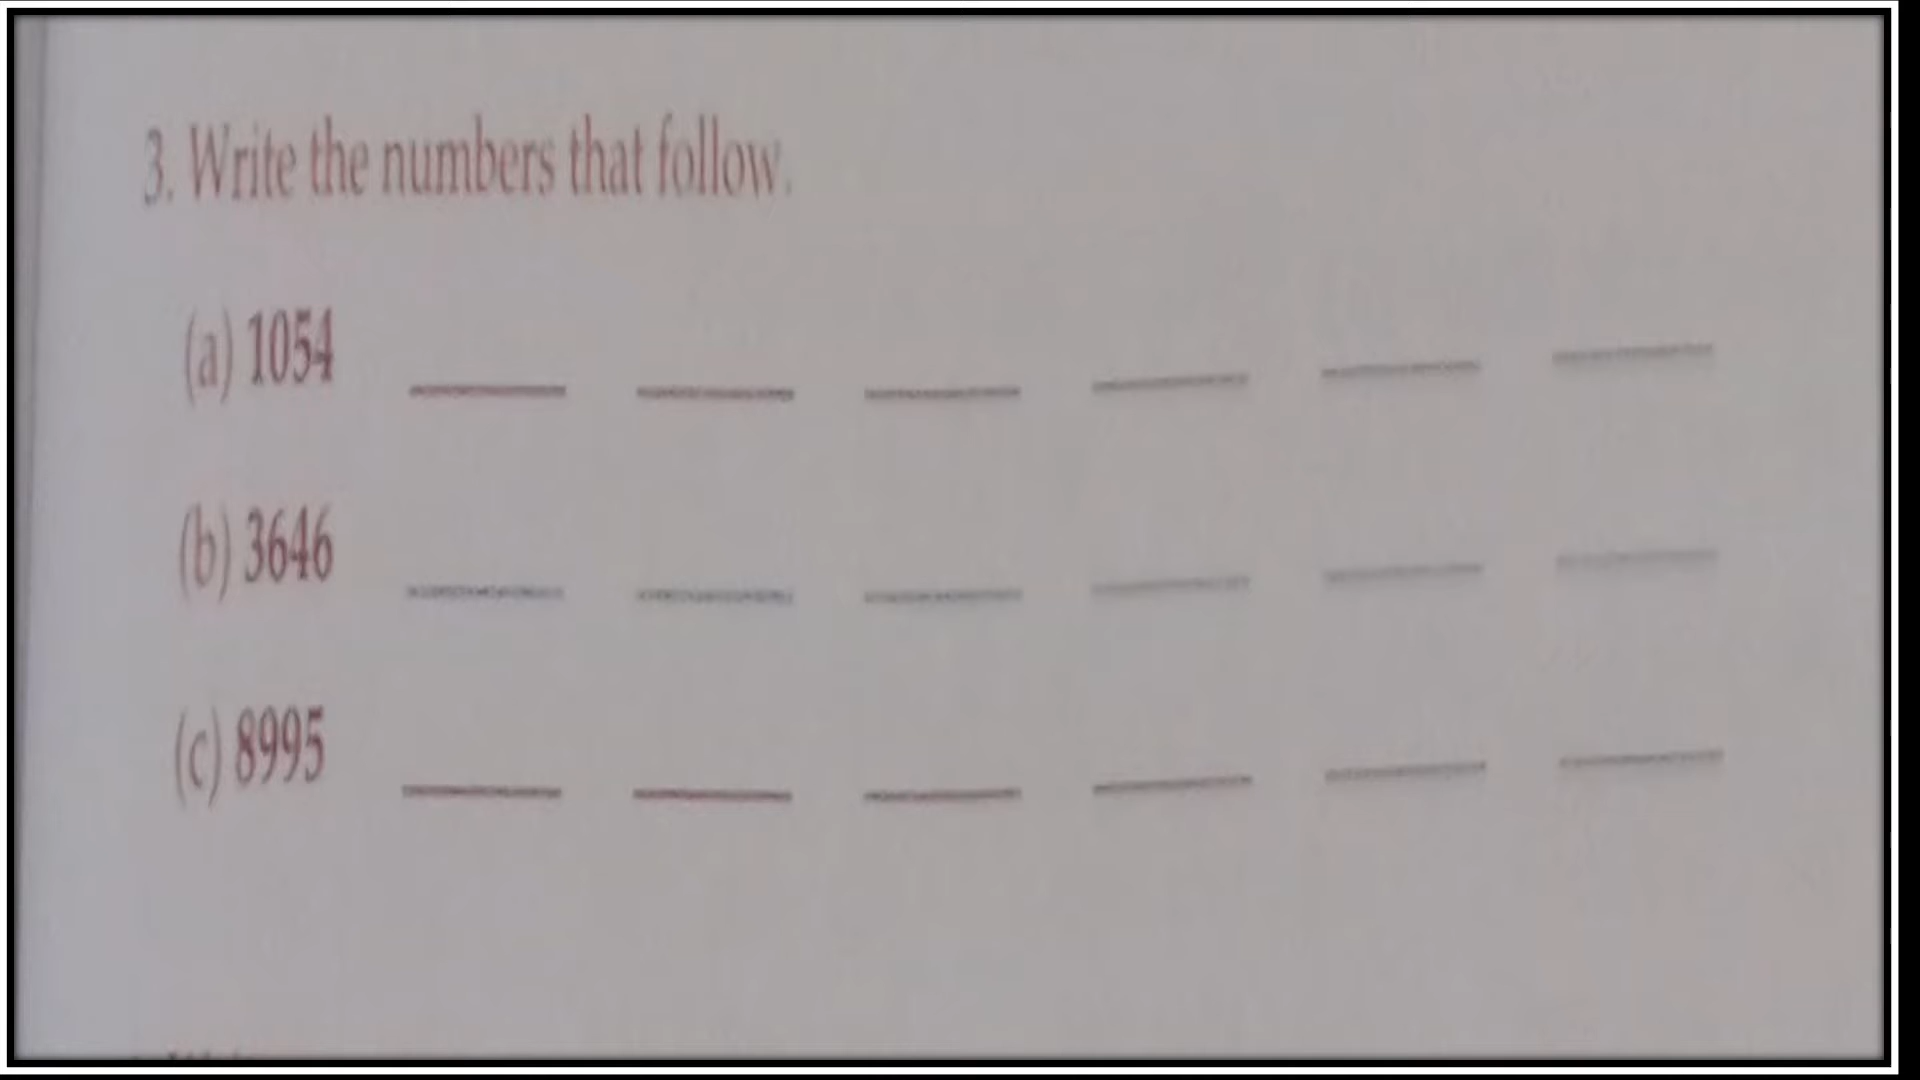 3. Write the numbers that follow.
(a) 1054
(b) 3646
(c) 8995